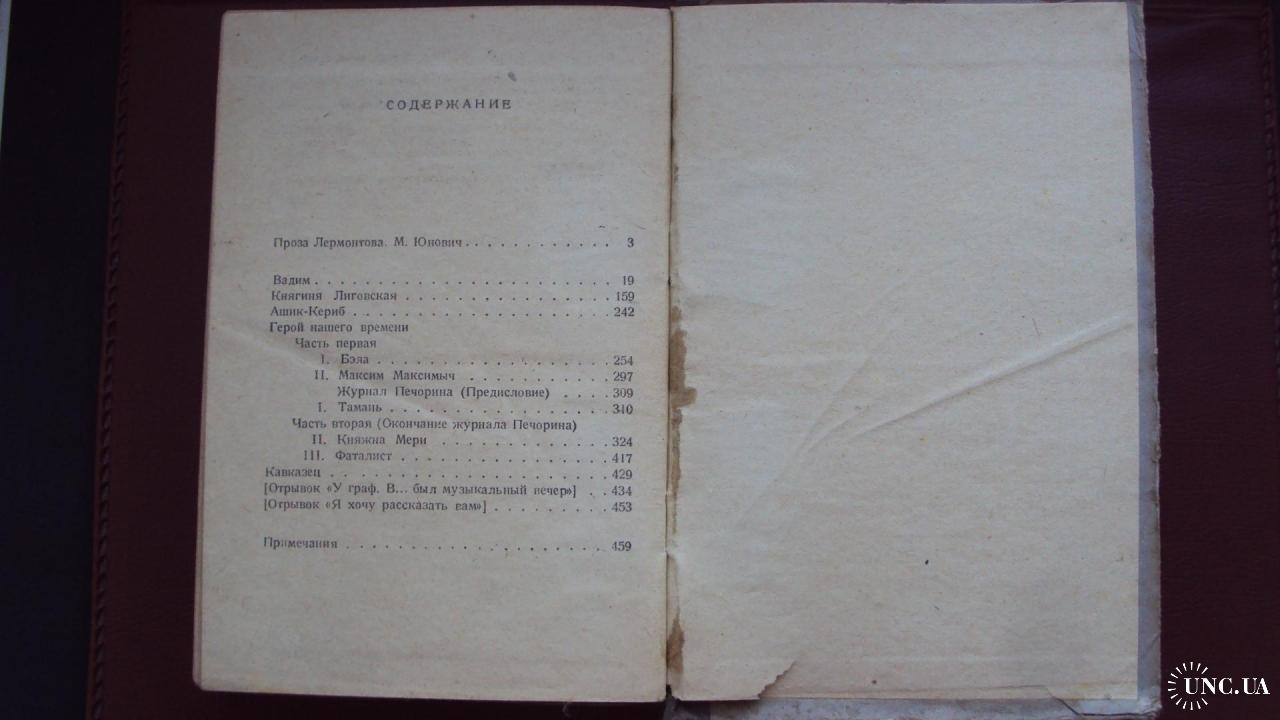 СОДЕРЖАНИЕ
Проза Лермонтова. М. Юнович . . . . . . . . . . . 3
Вадим . . . . . . . . . . . . . . . . . . . . . . . 19
Княгиня Лиговская . . . . . . . . . . . . . . . . 159
Ашик-Кериб . . . . . . . . . . . . . . . . . . . . 242
Герой нашего времени
Часть первая
I. Бэла . . . . . . . . . . . . . . . . . . 254
II. Максим Максимыч . . . . . . . . . . . 297
Журнал Печорина (Предисловие) . . . . 309
I. Тамань . . . . . . . . . . . . . . . . . 310
Часть вторая (Окончание журнала Печорина)
II. Княжна Мери . . . . . . . . . . . . . 324
III. Фаталист . . . . . . . . . . . . . . . . 417
Кавказец . . . . . . . . . . . . . . . . . . . . . 429
[Отрывок «У граф. В... был музыкальный вечер»] . . 434
[Отрывок «Я хочу рассказать вам»] . . . . . . . . . 453
Примечания . . . . . . . . . . . . . . . . . . . . 459
UNC.UA